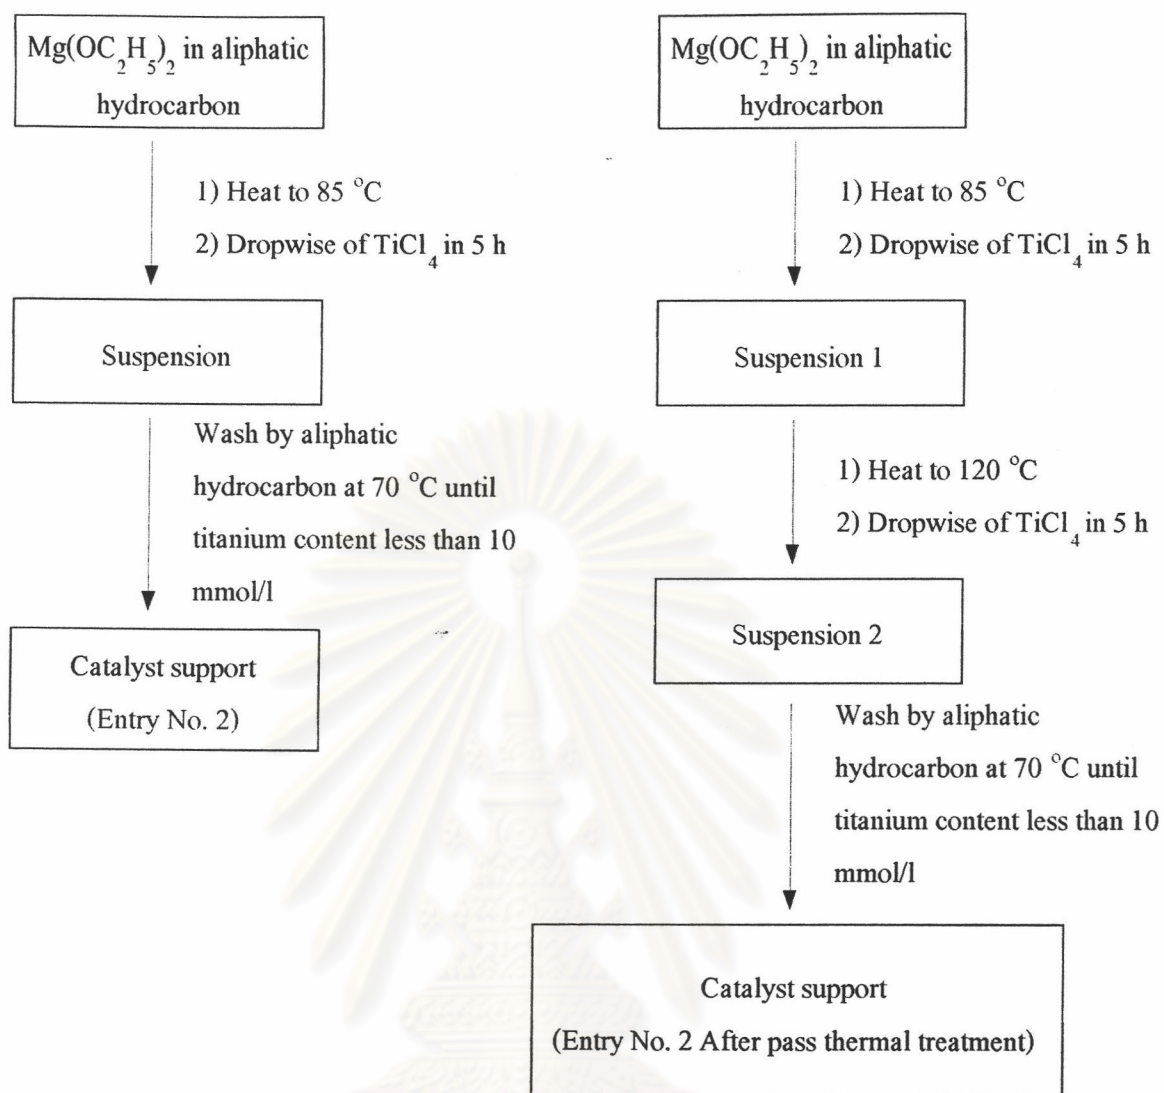 Mg(OC2H5)2 in aliphatic
hydrocarbon
1) Heat to 85 °C
2) Dropwise of TiCl4 in 5 h
Suspension
Wash by aliphatic
hydrocarbon at 70 °C until
titanium content less than 10
mmol/l
Catalyst support
(Entry No. 2)
Mg(OC2H5)2 in aliphatic
hydrocarbon
1) Heat to 85 °C
2) Dropwise of TiCl4 in 5 h
Suspension 1
1) Heat to 120 °C
2) Dropwise of TiCl4 in 5 h
Suspension 2
Wash by aliphatic
hydrocarbon at 70 °C until
titanium content less than 10
mmol/l
Catalyst support
(Entry No. 2 After pass thermal treatment)